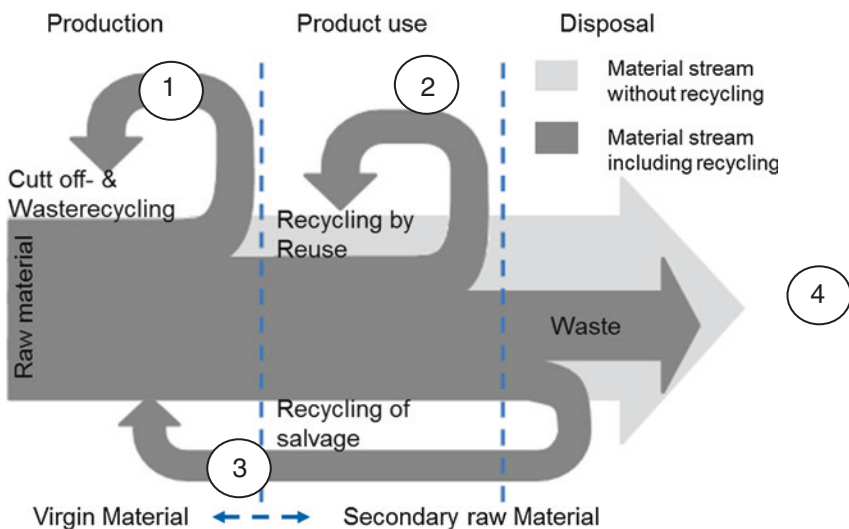 Production
Product use
Disposal
1
2
Material stream
without recycling
Material stream
including recycling
Cutt off- &
Wasterecycling
Recycling by
Reuse
4
Raw material
Waste
Recycling of
salvage
3
Virgin Material
Secondary raw Material